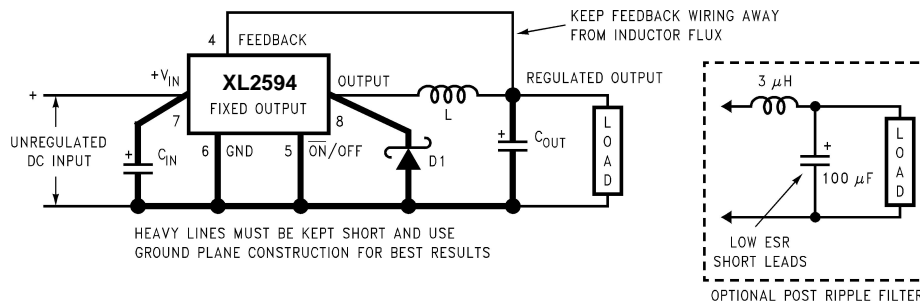 KEEP FEEDBACK WIRING AWAY
FROM INDUCTOR FLUX
4 FEEDBACK
+VIN
XL2594
FIXED OUTPUT
OUTPUT
REGULATED OUTPUT
L
+
7
8
UNREGULATED
DC INPUT
+
CIN
6 GND
5 O̅N̅/OFF
D1
+
COUT
LOAD
HEAVY LINES MUST BE KEPT SHORT AND USE
GROUND PLANE CONSTRUCTION FOR BEST RESULTS
3 μH
+
100 μF
LOAD
LOW ESR
SHORT LEADS
OPTIONAL POST RIPPLE FILTER